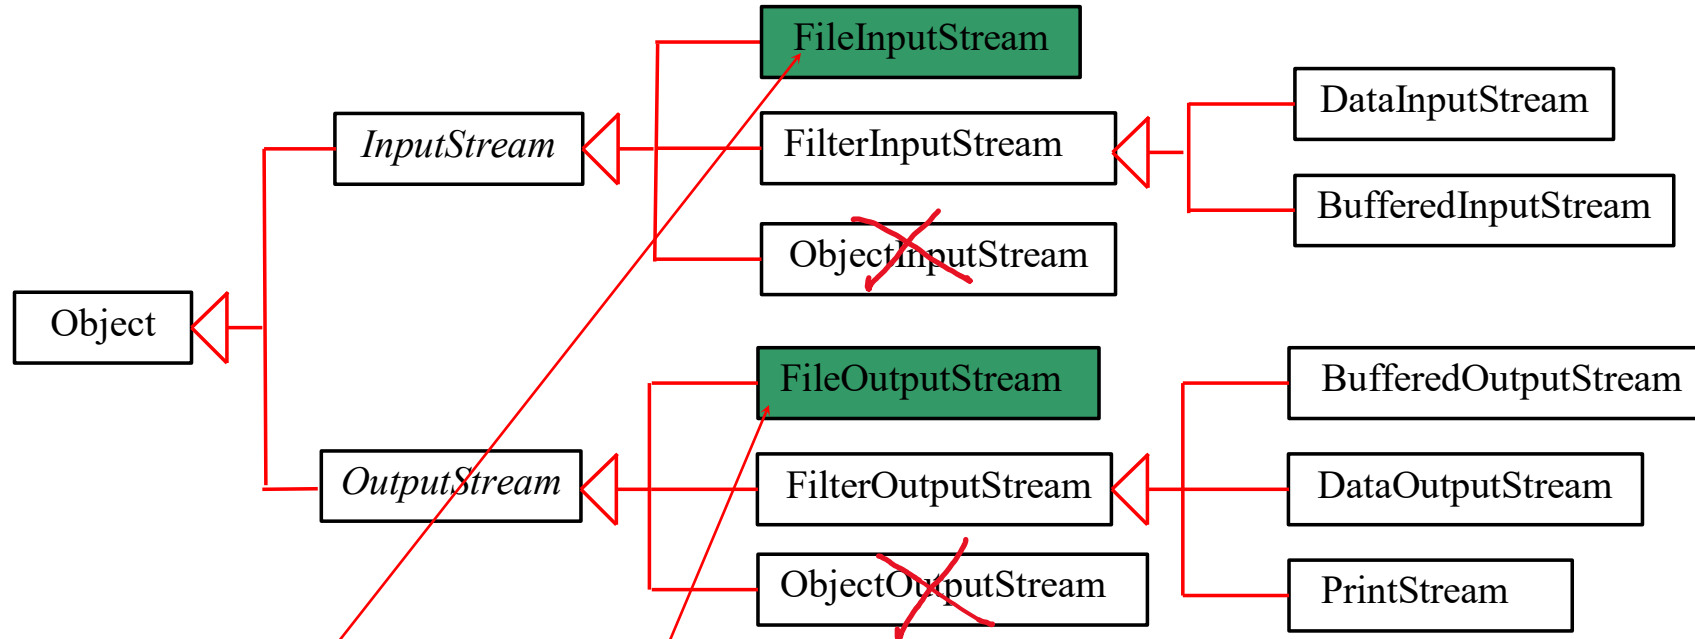 FileInputStream
DataInputStream
InputStream
FilterInputStream
BufferedInputStream
ObjectInputStream
Object
FileOutputStream
BufferedOutputStream
OutputStream
FilterOutputStream
DataOutputStream
ObjectOutputStream
PrintStream